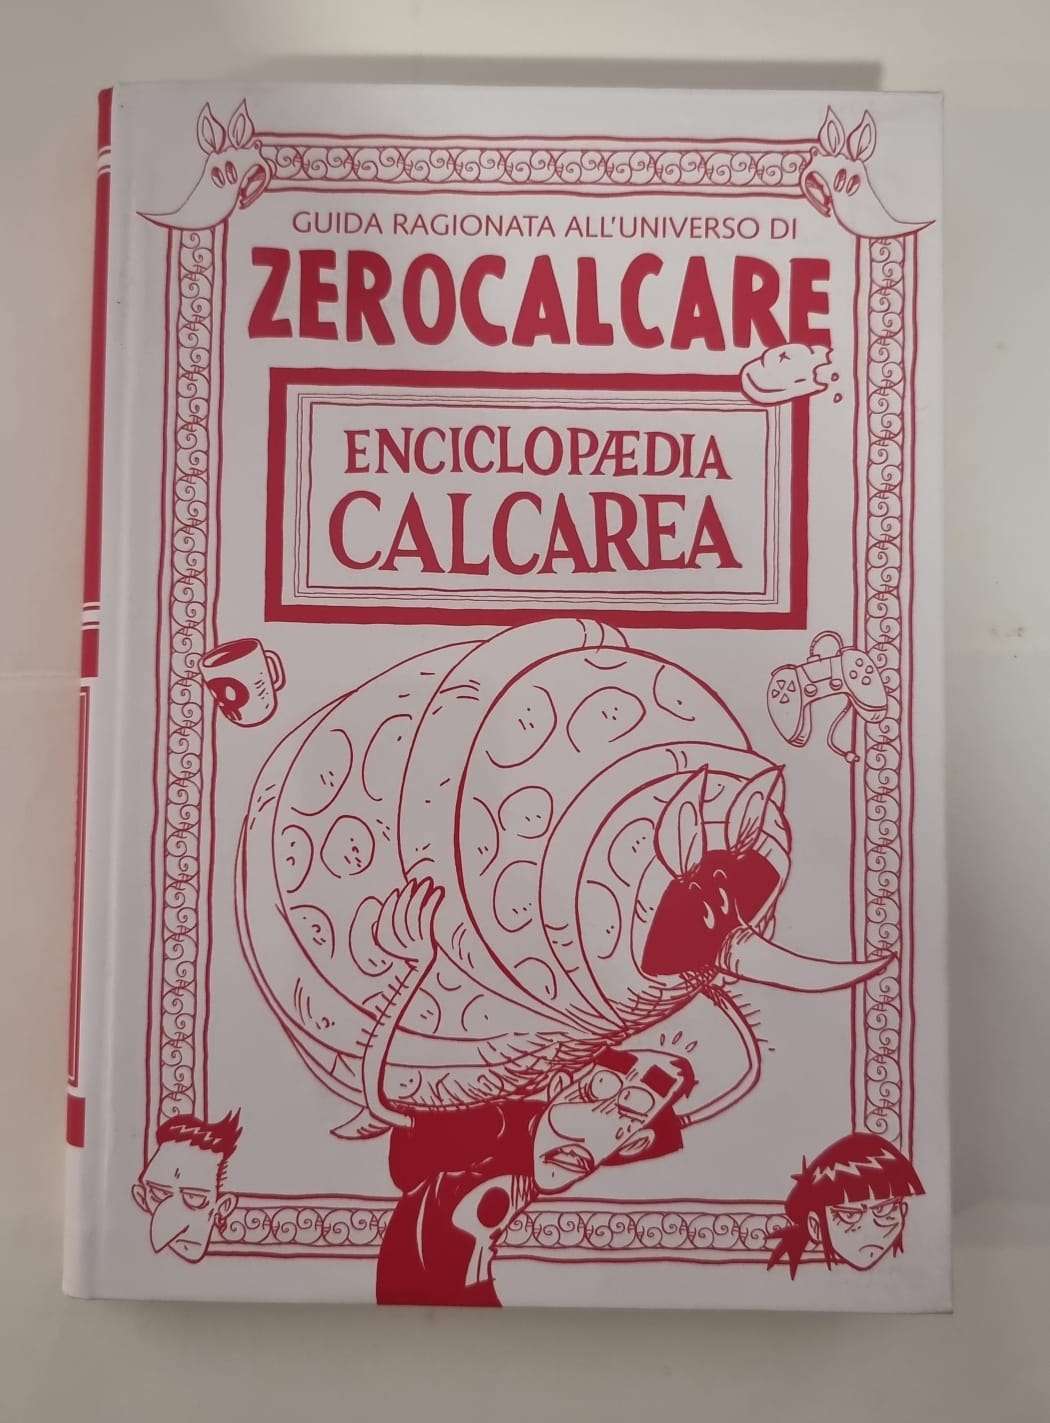 GUIDA RAGIONATA ALL'UNIVERSO DI
ZEROCALCARE
ENCICLOPÆDIA
CALCAREA